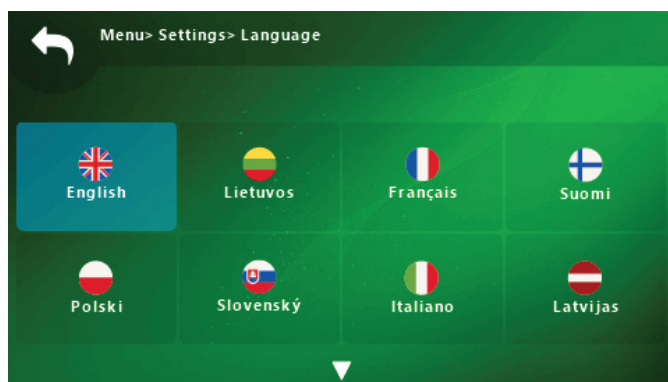 Menu> Settings> Language
English Lietuvos Français Suomi
Polski Slovenský Italiano Latvijas